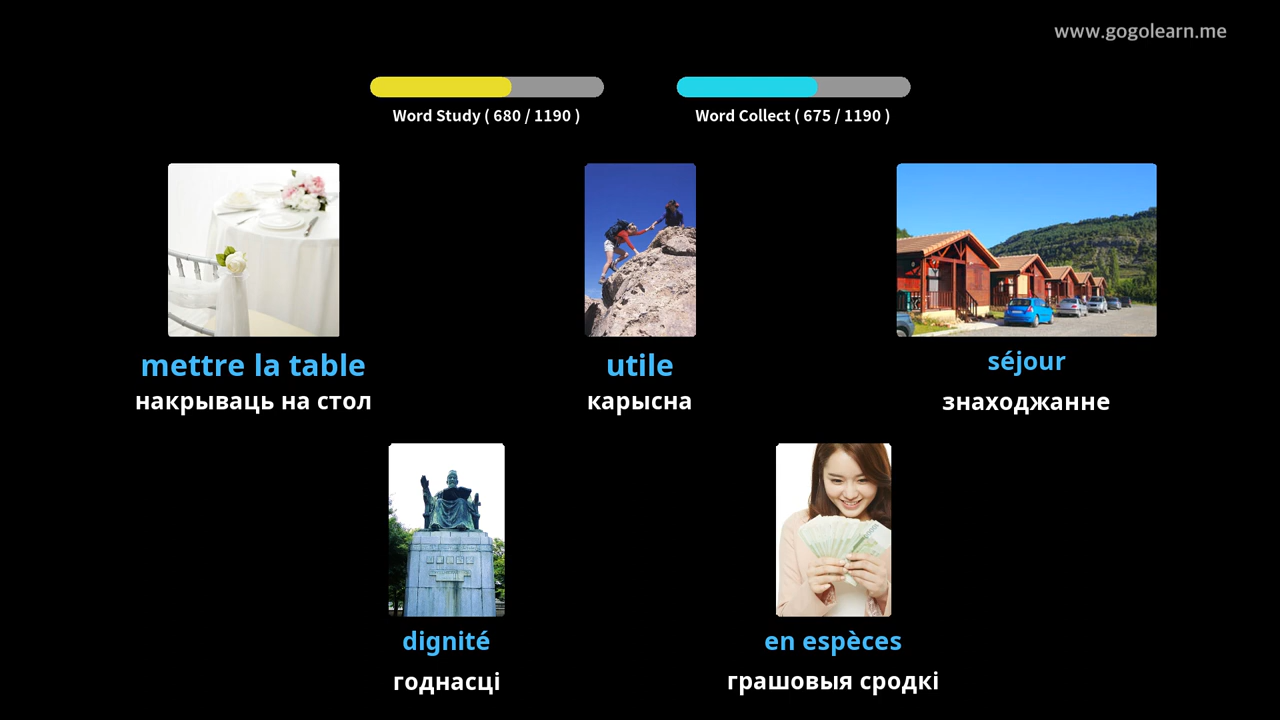 www.gogolearn.me
Word Study ( 680 / 1190 )
Word Collect ( 675 / 1190 )
mettre la table
накрываць на стол
utile
карысна
séjour
знаходжанне
dignité
годнасці
en espèces
грашовыя сродкі